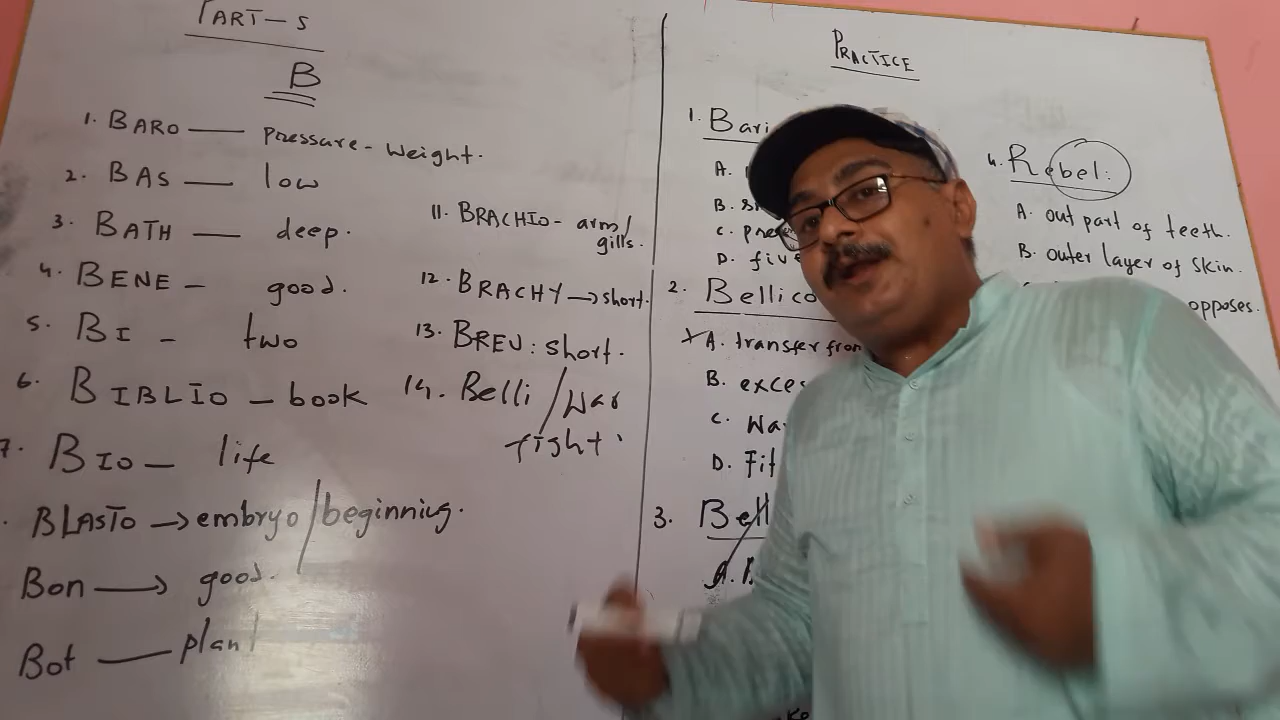 PART-5
B
1. BARO — Pressure - Weight.
2. BAS — low
3. BATH — deep.
4. BENE - good.
5. BI - two
6. BIBLIO - book
7. BIO - life
BLASTO → embryo/beginning.
Bon → good.
Bot — plant
11. BRACHIO - arm/
gills.
12. BRACHY → short.
13. BREV: short.
14. Belli/War
fight.
PRACTICE
1. Bari
A.
B.
C. pres
D. five
2. Bellico
A. transfer from
B. exce
C. Wa
D. Fit
3. Bell
A.
4. Rebel:
A. out part of teeth.
B. outer layer of skin.
opposes.